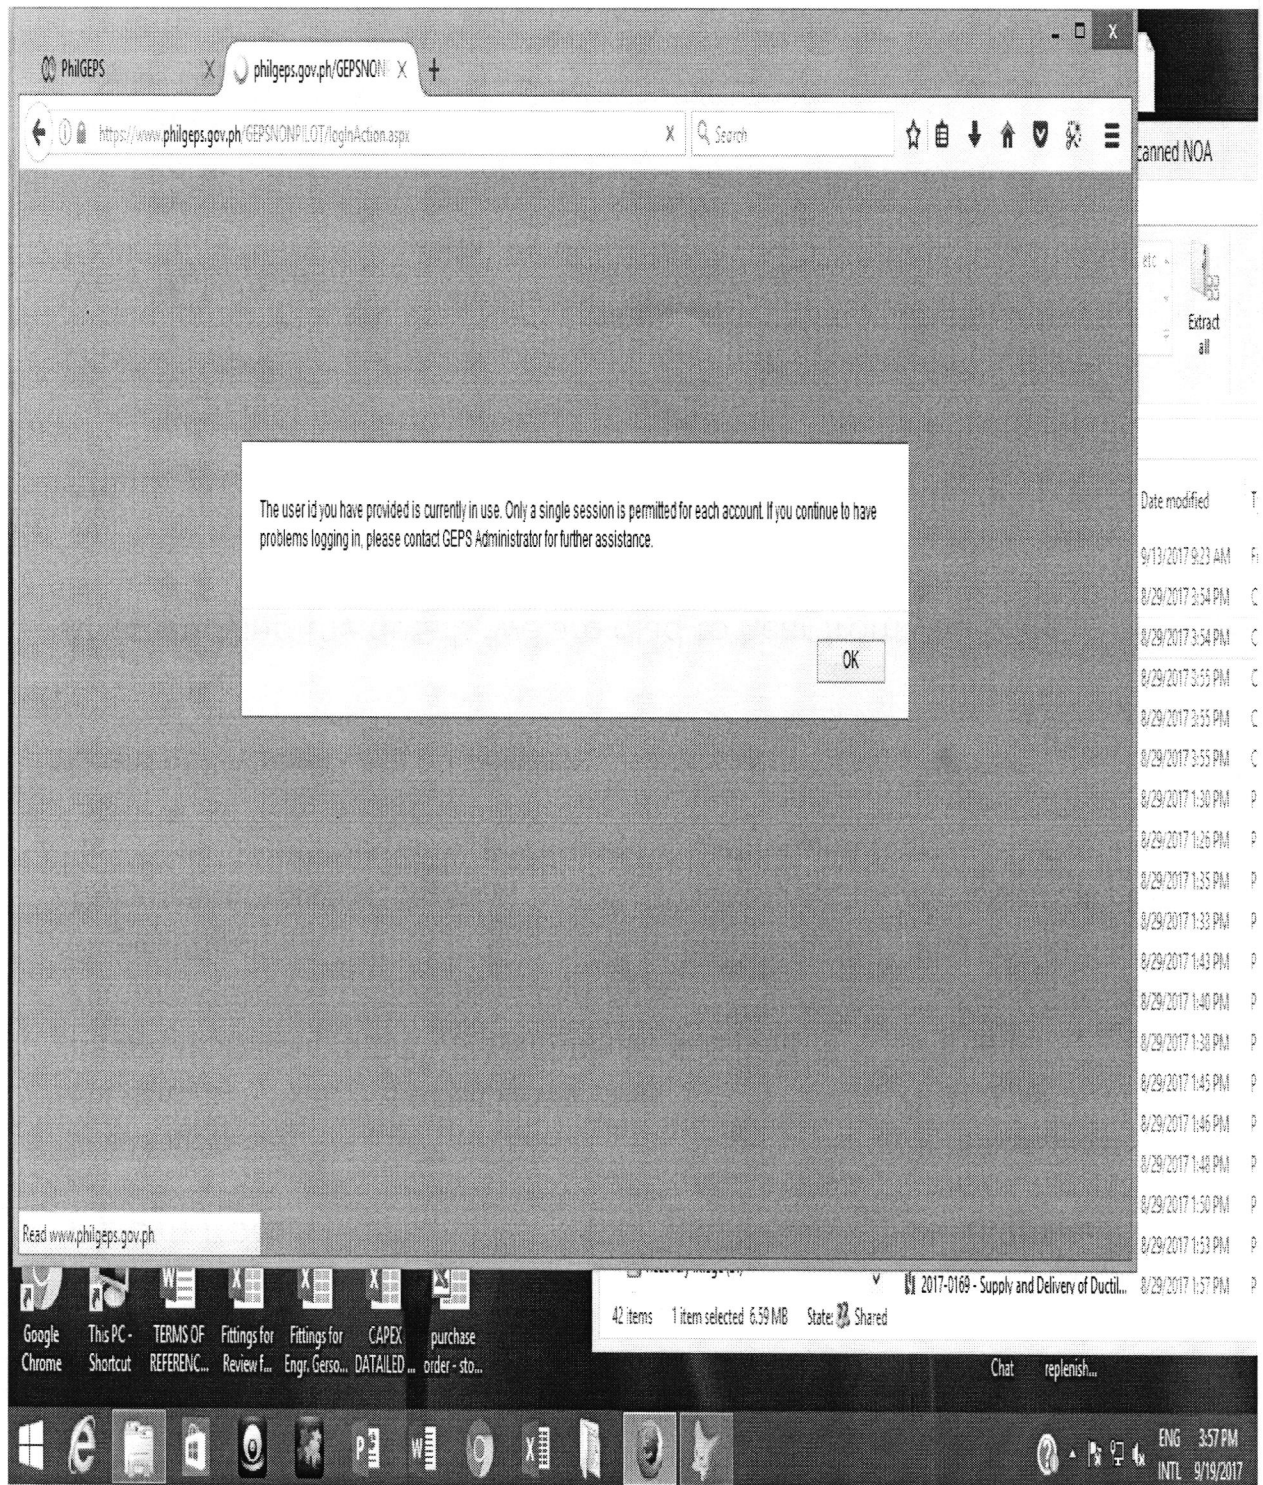 PhilGEPS
philgeps.gov.ph/GEPSNON
https://www.philgeps.gov.ph/GEPSNONPILOT/logInAction.aspx
Search
canned NOA
etc
Extract
all
The user id you have provided is currently in use. Only a single session is permitted for each account. If you continue to have
problems logging in, please contact GEPS Administrator for further assistance.
OK
Date modified T
9/13/2017 9:23 AM Fi
8/29/2017 3:54 PM C
8/29/2017 3:54 PM C
8/29/2017 3:55 PM C
8/29/2017 3:55 PM C
8/29/2017 3:55 PM C
8/29/2017 1:30 PM P
8/29/2017 1:26 PM P
8/29/2017 1:35 PM P
8/29/2017 1:33 PM P
8/29/2017 1:43 PM P
8/29/2017 1:40 PM P
8/29/2017 1:38 PM P
8/29/2017 1:45 PM P
8/29/2017 1:46 PM P
8/29/2017 1:48 PM P
8/29/2017 1:50 PM P
8/29/2017 1:53 PM P
Read www.philgeps.gov.ph
2017-0169 - Supply and Delivery of Ductil... 8/29/2017 1:57 PM P
42 items 1 item selected 6.59 MB State: Shared
Google
Chrome
This PC -
Shortcut
TERMS OF
REFERENC...
Fittings for
Review f...
Fittings for
Engr. Gerso...
CAPEX
DATAILED ...
purchase
order - sto...
Chat
replenish...
ENG 3:57 PM
INTL 9/19/2017